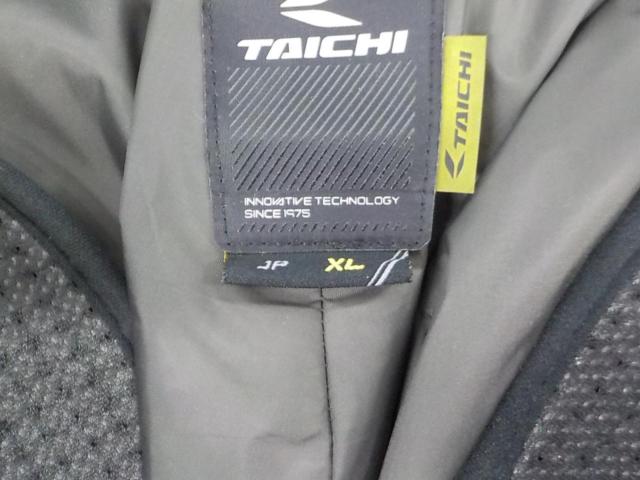 TAICHI
TAICHI
INNOVATIVE TECHNOLOGY
SINCE 1975
JP XL